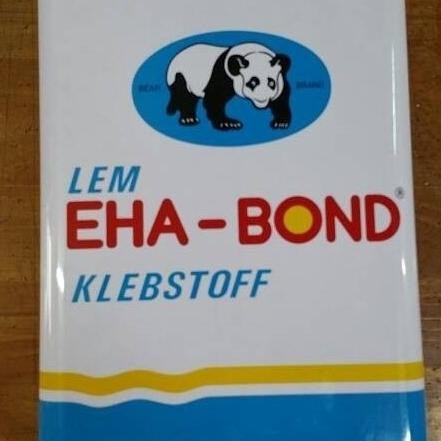 BEAR BRAND
LEM
EHA-BOND®
KLEBSTOFF